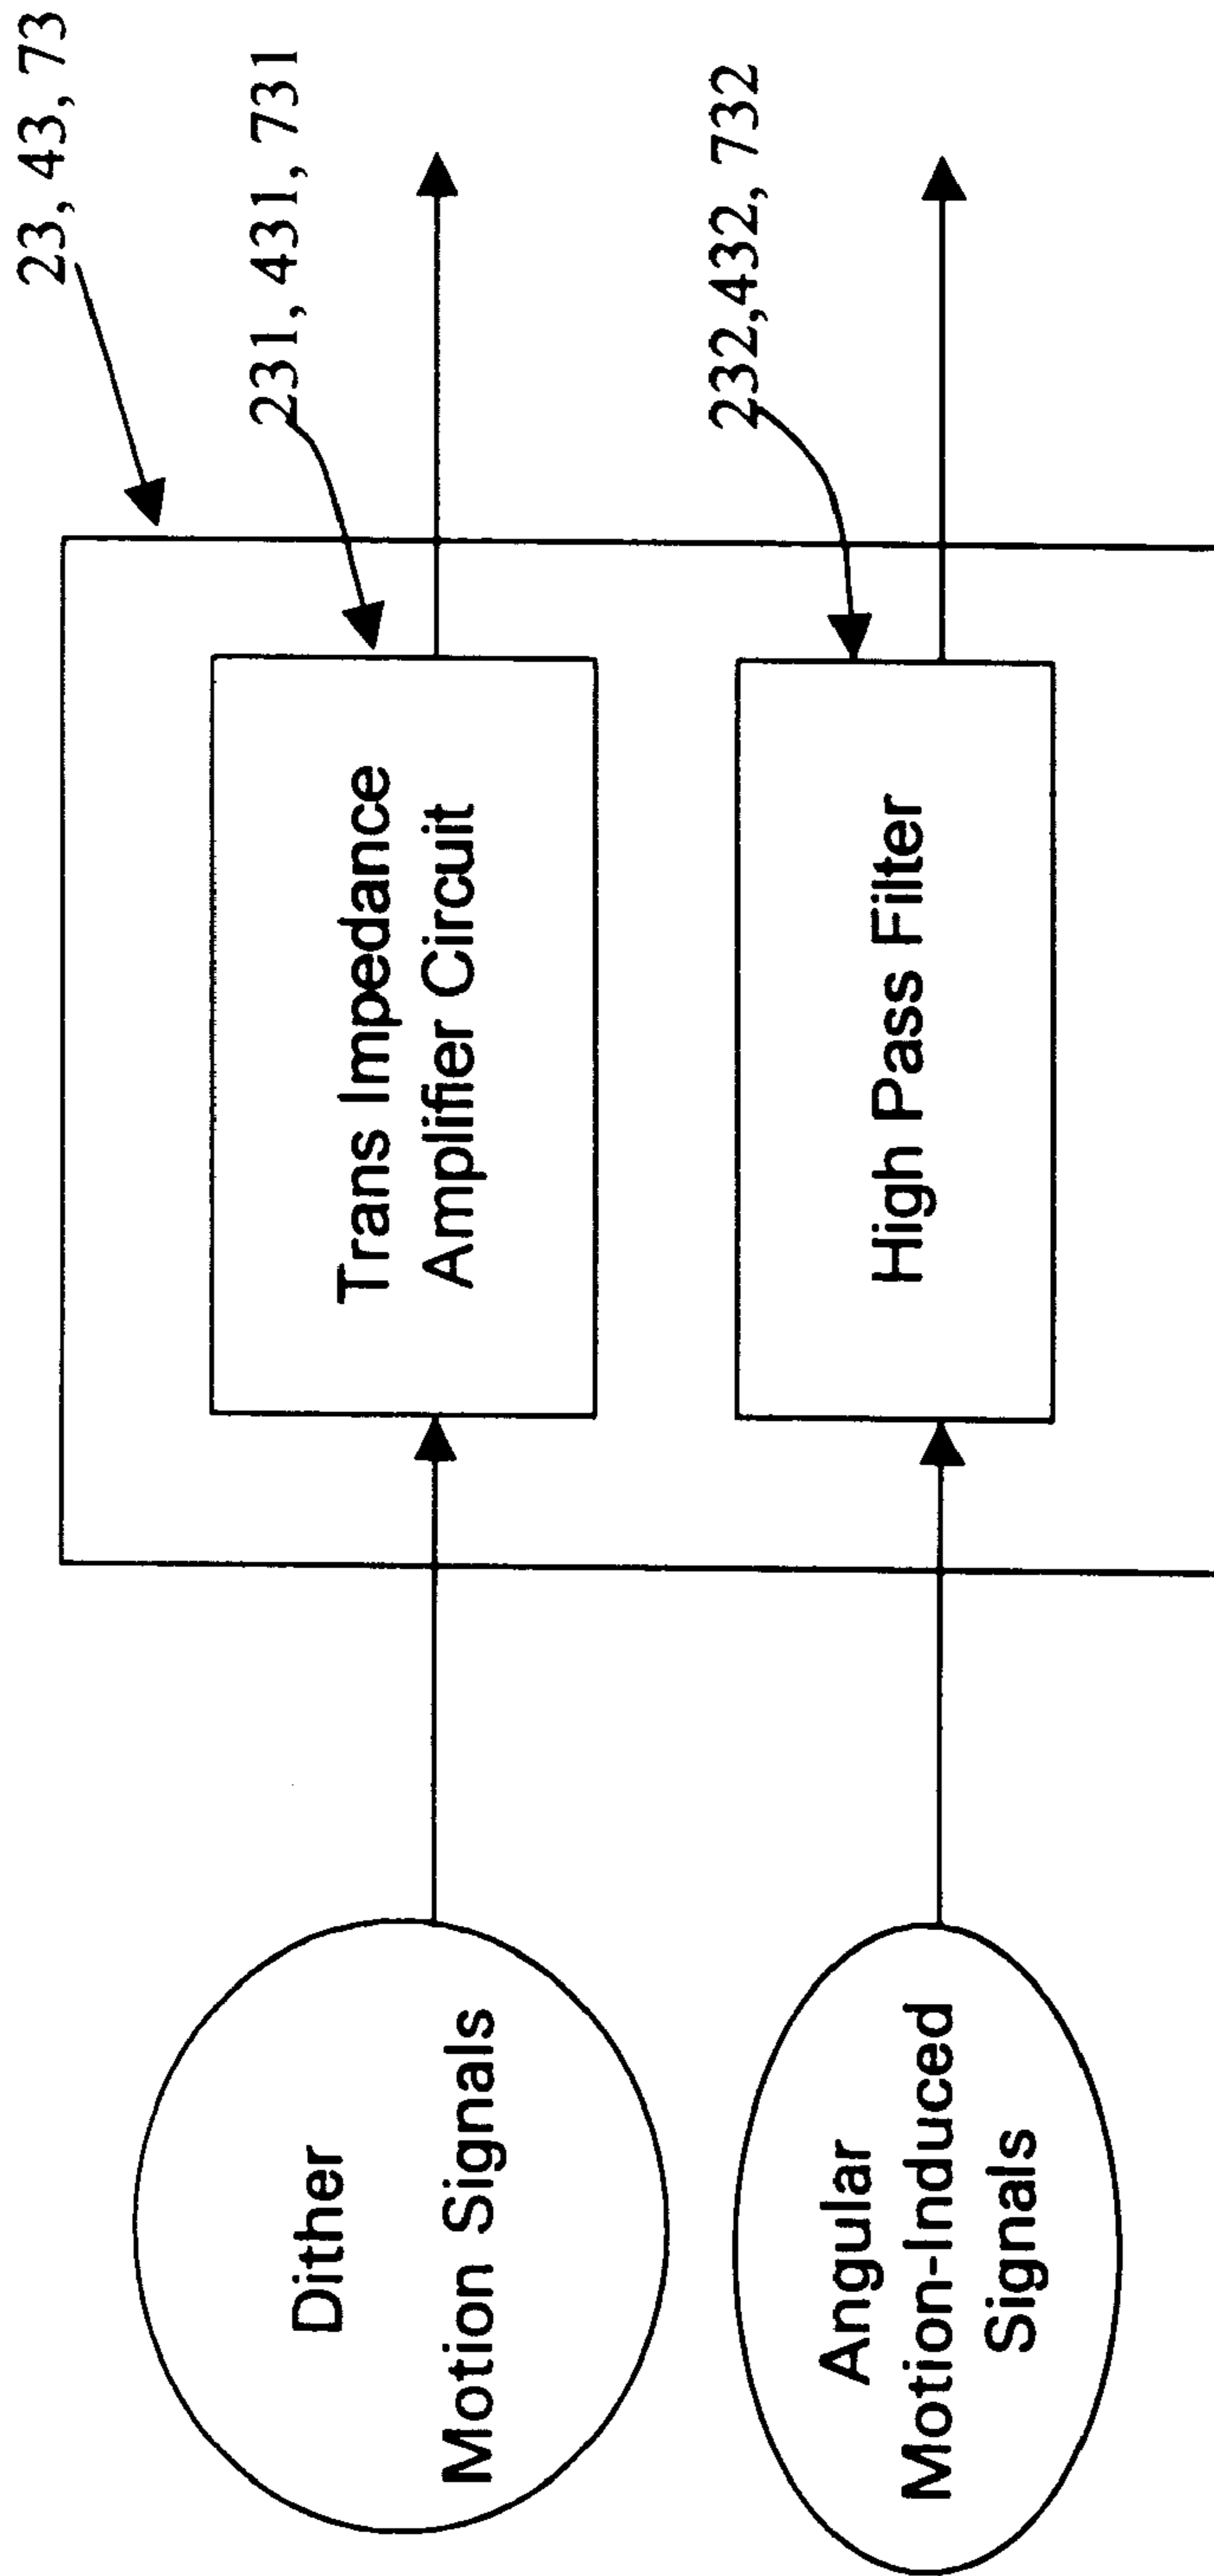 23, 43, 73
231, 431, 731
Dither
Motion Signals
Trans Impedance
Amplifier Circuit
232,432, 732
Angular
Motion-Induced
Signals
High Pass Filter